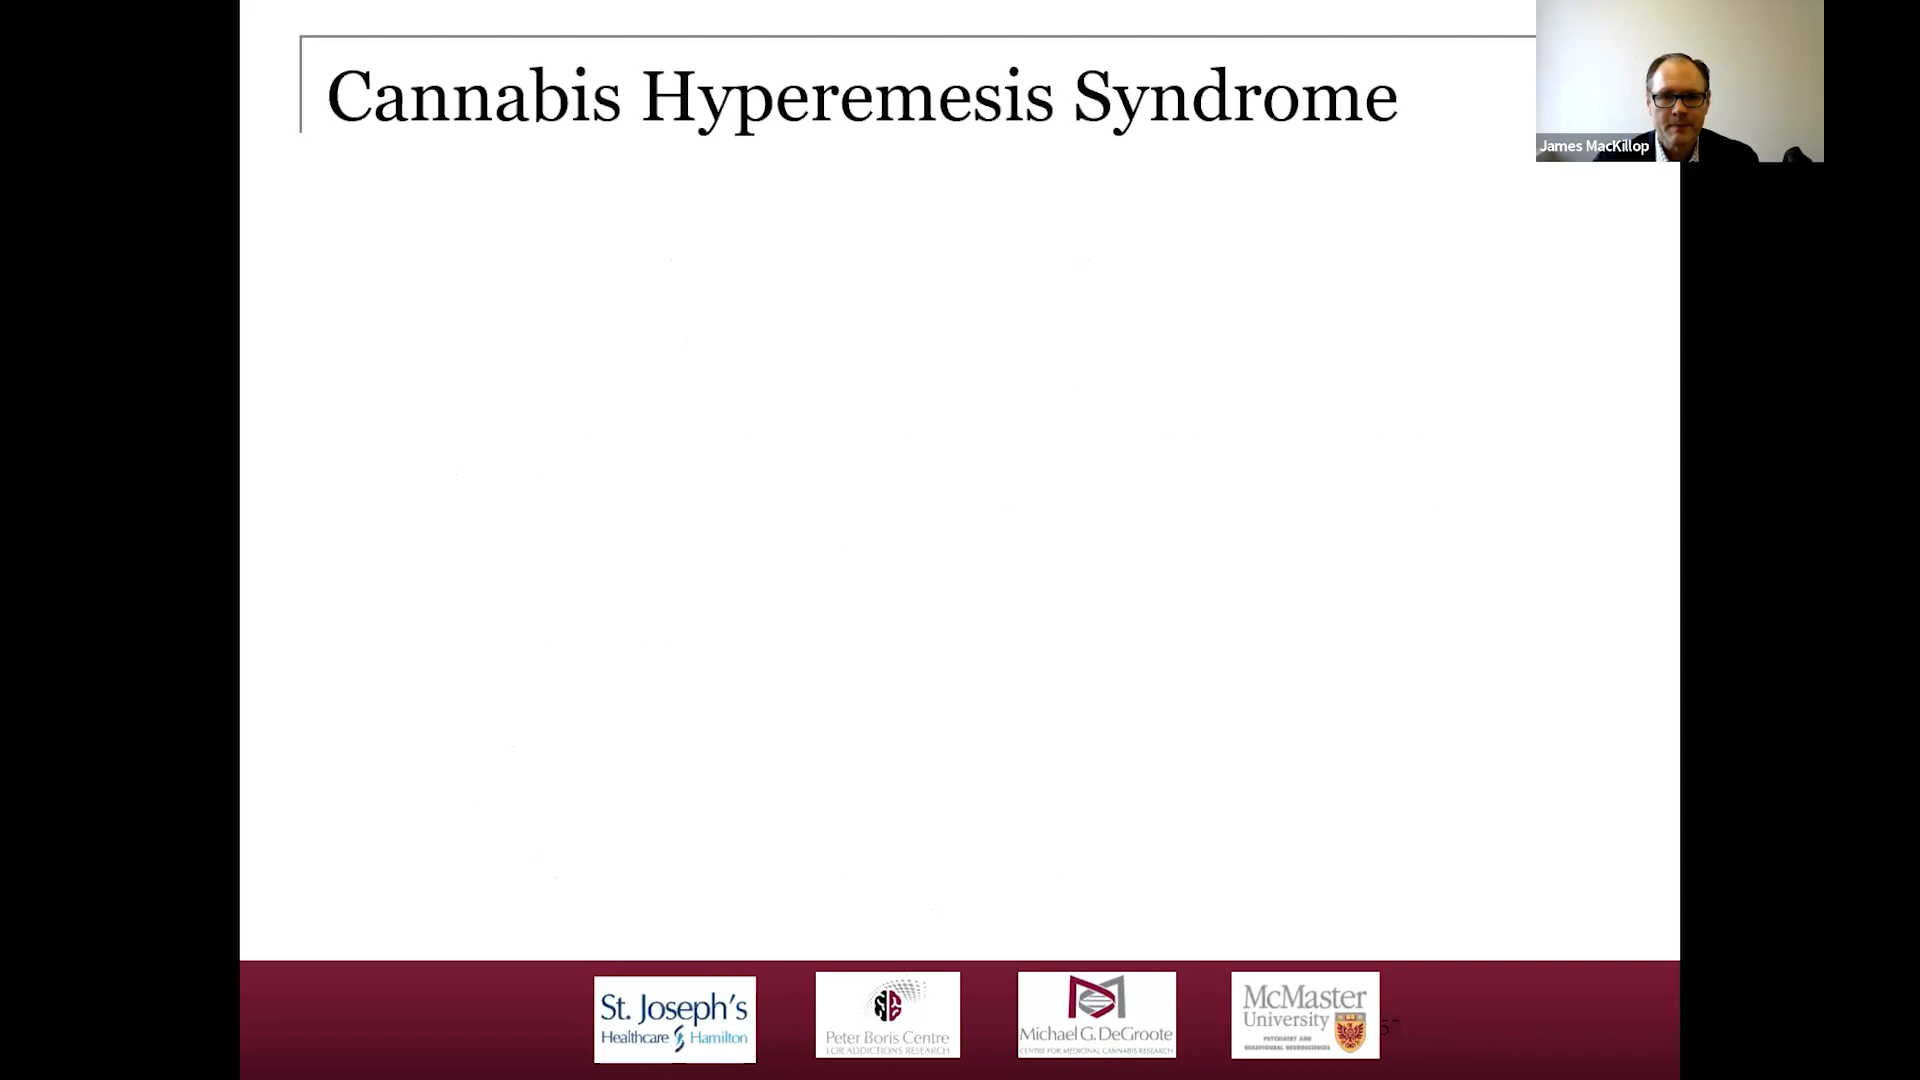 Cannabis Hyperemesis Syndrome
James MacKillop
St. Joseph's
Healthcare Hamilton
Peter Boris Centre
FOR ADDICTIONS RESEARCH
Michael G. DeGroote
CENTRE FOR MEDICINAL CANNABIS RESEARCH
McMaster
University
PSYCHIATRY AND
BEHAVIOURAL NEUROSCIENCES
57